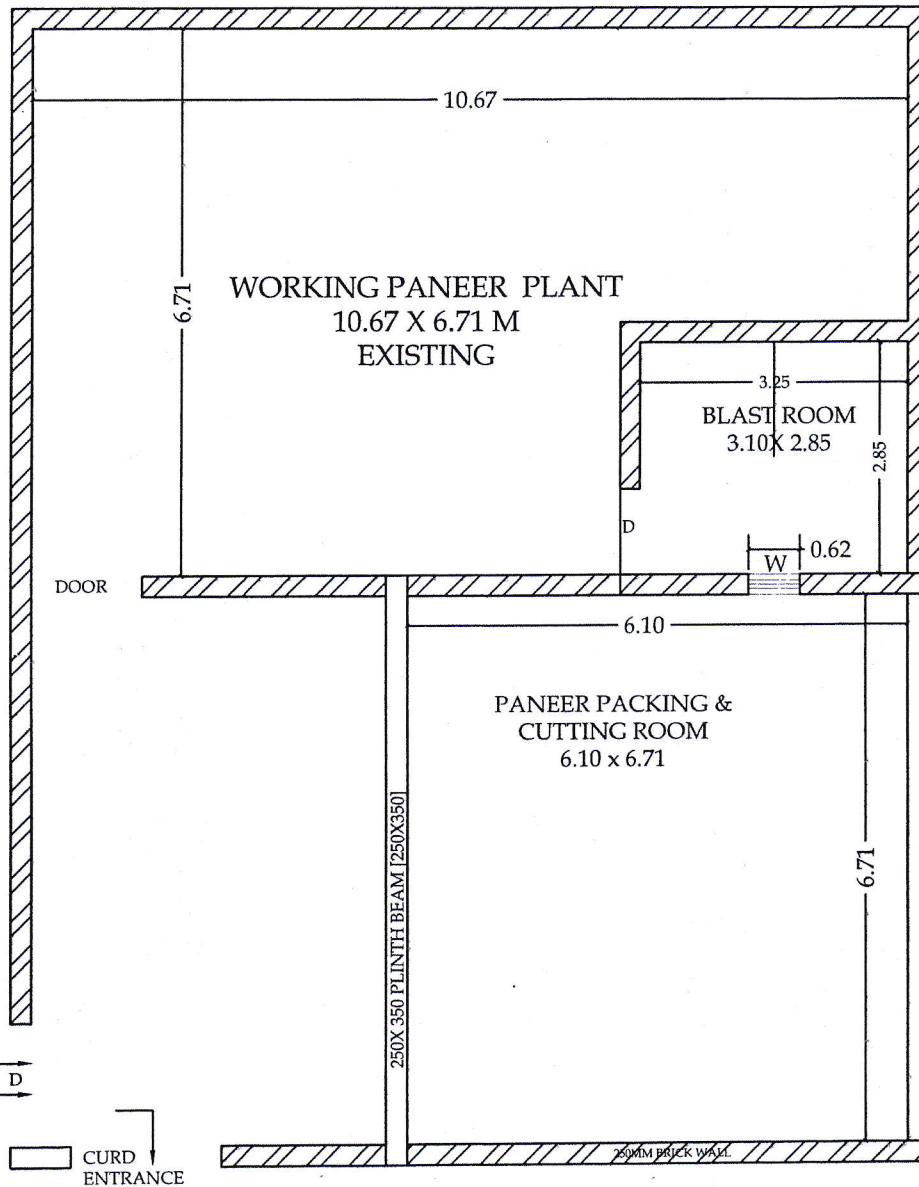 10.67
6.71
WORKING PANEER PLANT
10.67 X 6.71 M
EXISTING
3.25
BLAST ROOM
3.10X 2.85
2.85
D
0.62
W
DOOR
6.10
PANEER PACKING &
CUTTING ROOM
6.10 x 6.71
250X 350 PLINTH BEAM [250X350]
6.71
D
CURD
ENTRANCE
250MM BRICK WALL